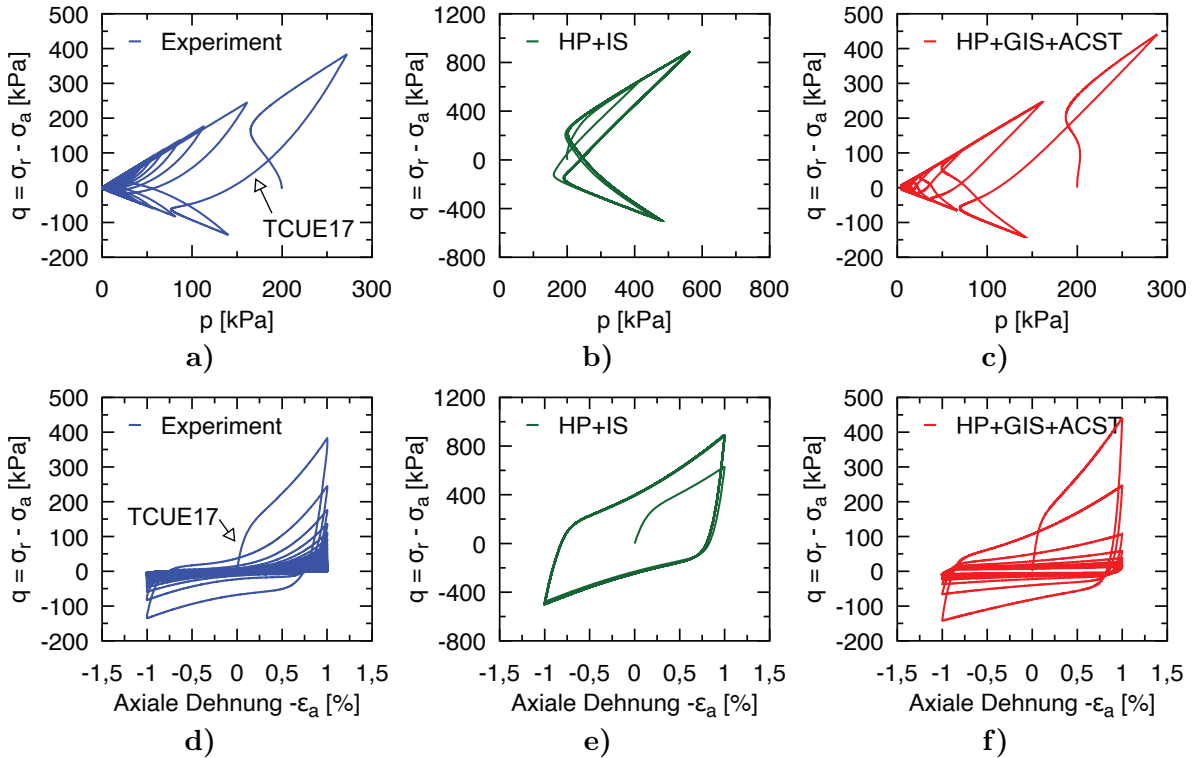 500
400
300
200
100
0
-100
-200
q = σr - σa [kPa]
Experiment
TCUE17
0 100 200 300
p [kPa]
a)
1200
800
400
0
-400
-800
q = σr - σa [kPa]
HP+IS
0 200 400 600 800
p [kPa]
b)
500
400
300
200
100
0
-100
-200
q = σr - σa [kPa]
HP+GIS+ACST
0 100 200 300
p [kPa]
c)
500
400
300
200
100
0
-100
-200
q = σr - σa [kPa]
Experiment
TCUE17
-1,5 -1 -0,5 0 0,5 1 1,5
Axiale Dehnung -εa [%]
d)
1200
800
400
0
-400
-800
q = σr - σa [kPa]
HP+IS
-1,5 -1 -0,5 0 0,5 1 1,5
Axiale Dehnung -εa [%]
e)
500
400
300
200
100
0
-100
-200
q = σr - σa [kPa]
HP+GIS+ACST
-1,5 -1 -0,5 0 0,5 1 1,5
Axiale Dehnung -εa [%]
f)